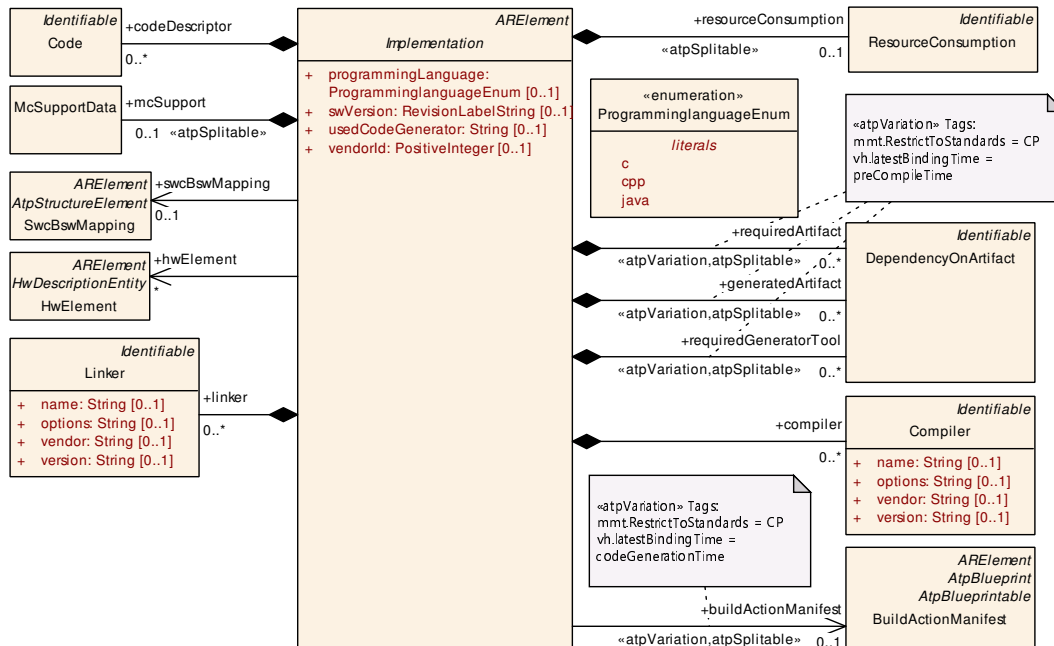 Identifiable
Code
+codeDescriptor
0..*
McSupportData
+mcSupport
0..1 «atpSplitable»
ARElement
AtpStructureElement
SwcBswMapping
+swcBswMapping
0..1
ARElement
HwDescriptionEntity
HwElement
+hwElement
*
Identifiable
Linker
+ name: String [0..1]
+ options: String [0..1]
+ vendor: String [0..1]
+ version: String [0..1]
+linker
0..*
ARElement
Implementation
+ programmingLanguage:
ProgramminglanguageEnum [0..1]
+ swVersion: RevisionLabelString [0..1]
+ usedCodeGenerator: String [0..1]
+ vendorId: PositiveInteger [0..1]
+resourceConsumption
«atpSplitable»
0..1
Identifiable
ResourceConsumption
«enumeration»
ProgramminglanguageEnum
literals
c
cpp
java
«atpVariation» Tags:
mmt.RestrictToStandards = CP
vh.latestBindingTime =
preCompileTime
+requiredArtifact
«atpVariation,atpSplitable» 0..*
+generatedArtifact
«atpVariation,atpSplitable» 0..*
+requiredGeneratorTool
«atpVariation,atpSplitable» 0..*
Identifiable
DependencyOnArtifact
+compiler
0..*
Identifiable
Compiler
+ name: String [0..1]
+ options: String [0..1]
+ vendor: String [0..1]
+ version: String [0..1]
«atpVariation» Tags:
mmt.RestrictToStandards = CP
vh.latestBindingTime =
codeGenerationTime
+buildActionManifest
«atpVariation,atpSplitable» 0..1
ARElement
AtpBlueprint
AtpBlueprintable
BuildActionManifest